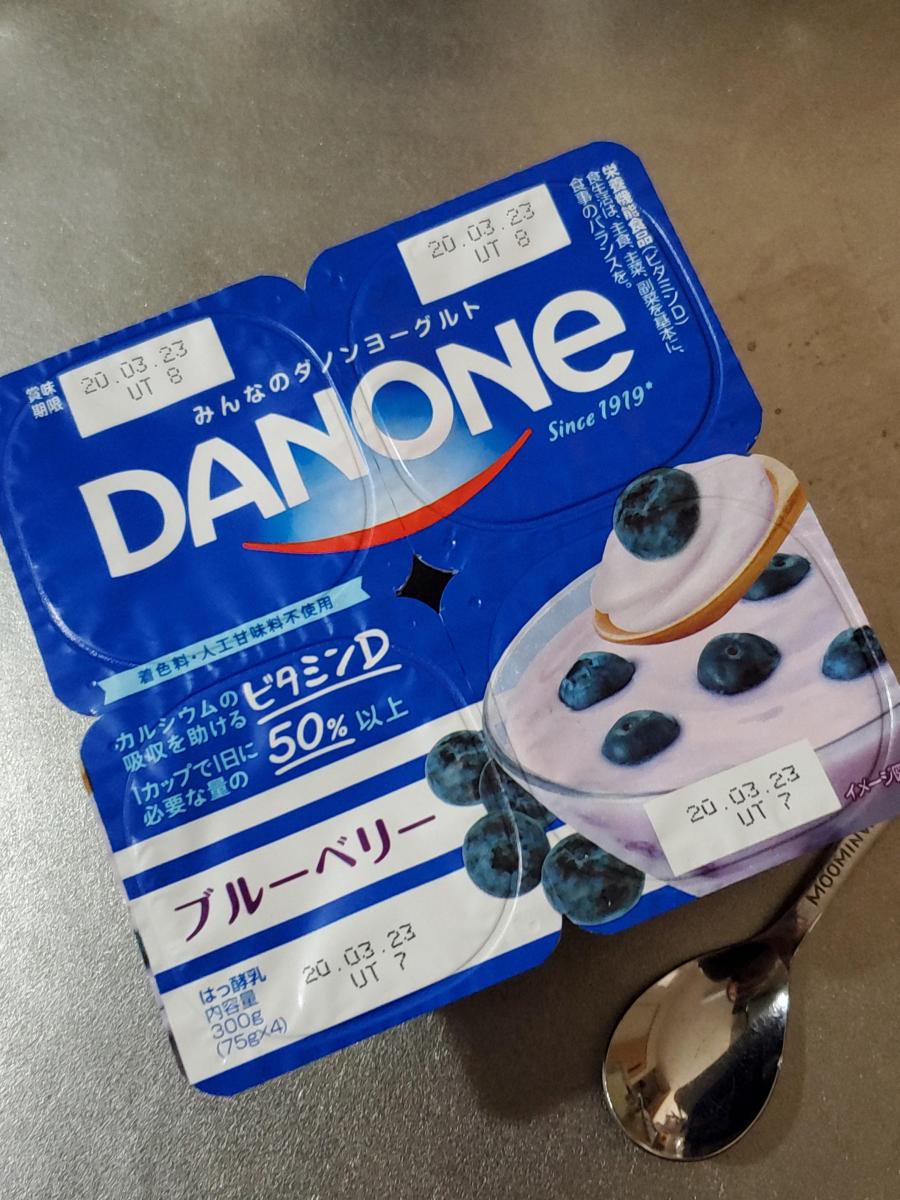 賞味
期限
20.03.23
UT 8
20.03.23
UT 8
栄養機能食品(ビタミンD)
食生活は、主食、主菜、副菜を基本に、
食事のバランスを。
みんなのダノンヨーグルト
DANONe
Since 1919*
着色料・人工甘味料不使用
カルシウムの
吸収を助ける
ビタミンD
1カップで1日に
必要な量の
50%以上
ブルーベリー
20.03.23
UT 7
はっ酵乳
内容量
300g
(75g×4)
20.03.23
UT 7